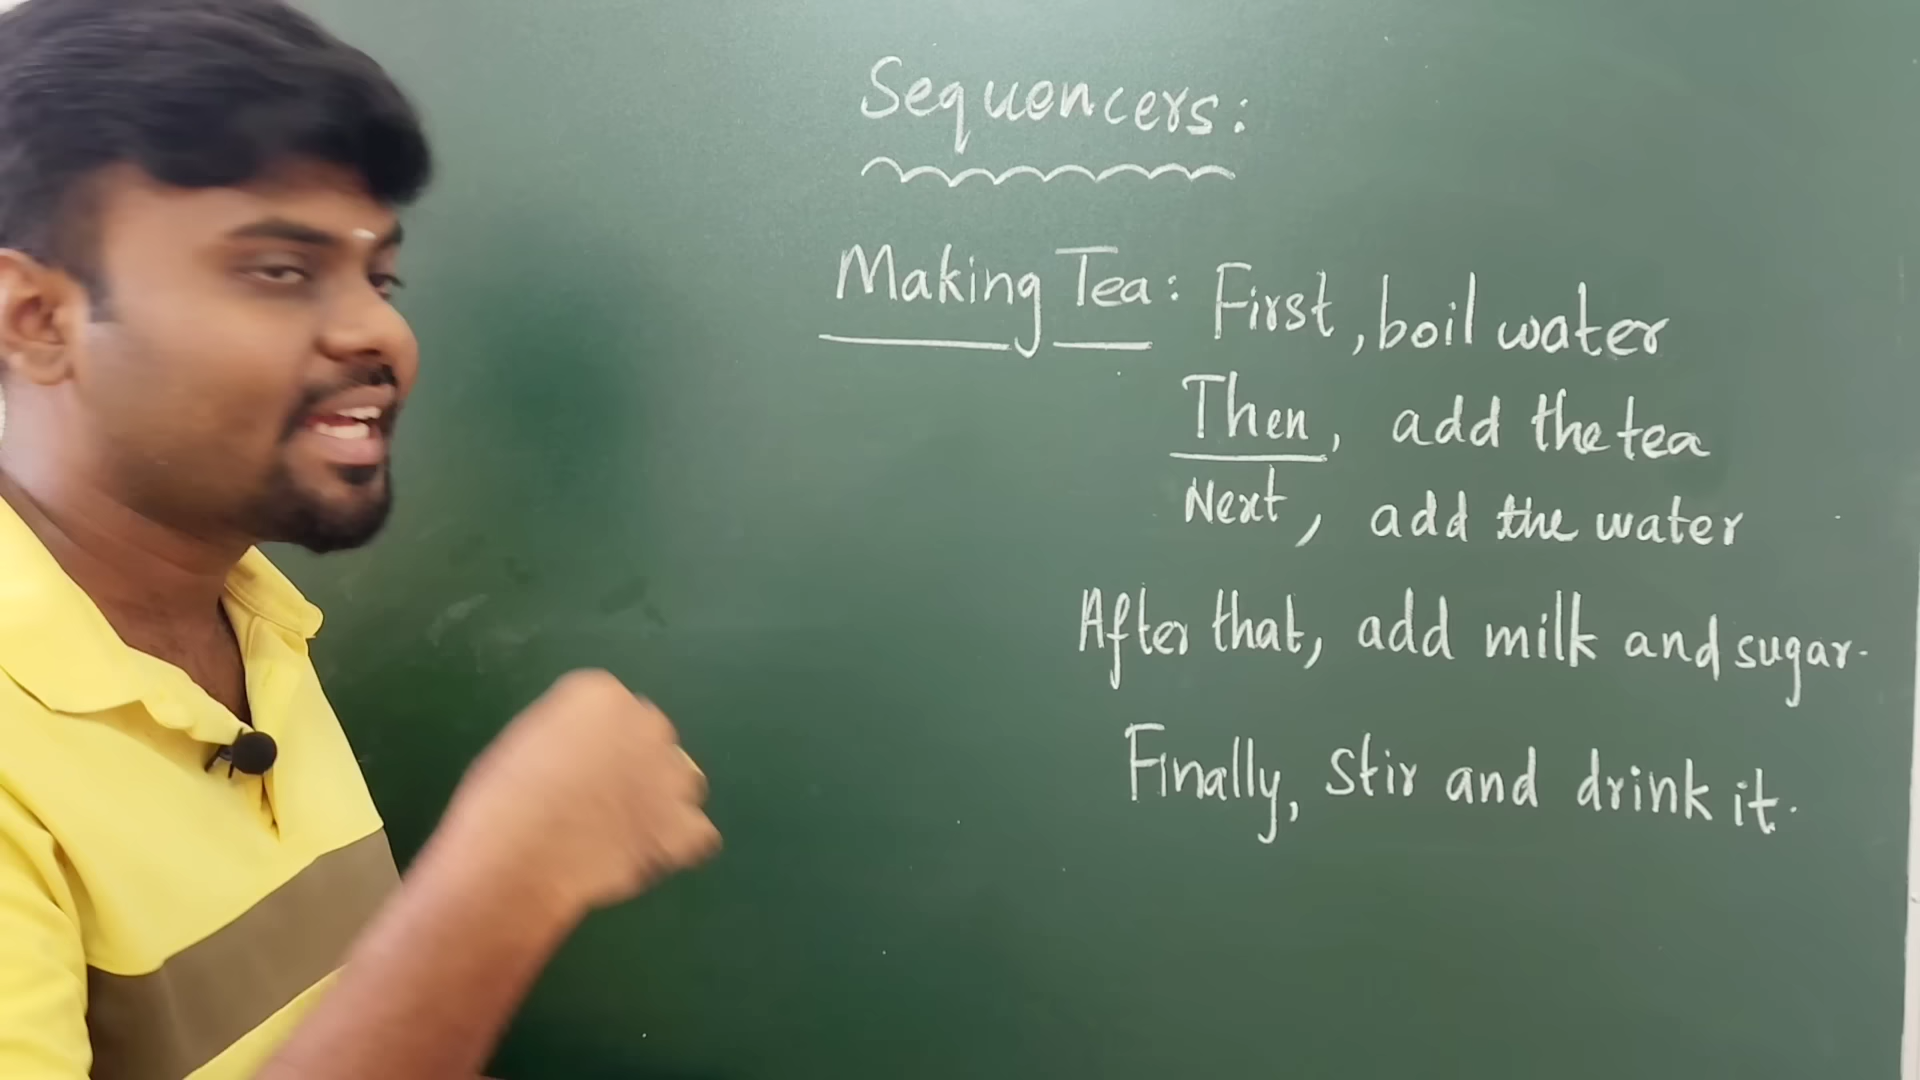 Sequencers:
Making Tea: First, boil water
Then, add the tea
Next, add the water
After that, add milk and sugar.
Finally, stir and drink it.